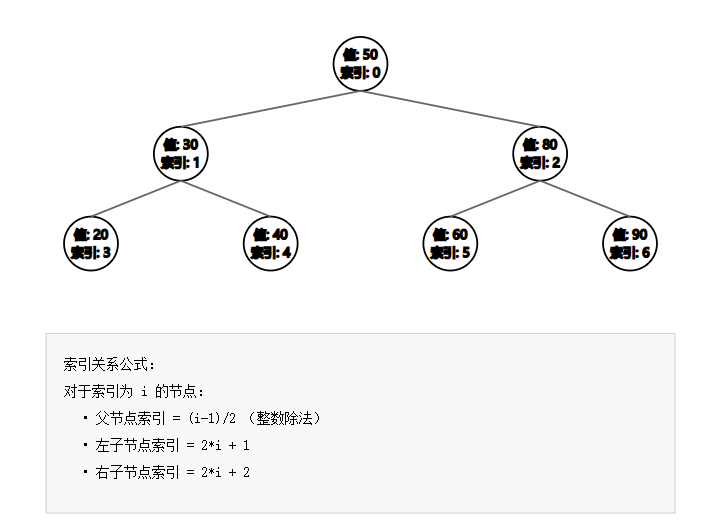 值: 50
索引: 0
值: 30
索引: 1
值: 80
索引: 2
值: 20
索引: 3
值: 40
索引: 4
值: 60
索引: 5
值: 90
索引: 6
索引关系公式:
对于索引为 i 的节点:
• 父节点索引 = (i-1)/2 (整数除法)
• 左子节点索引 = 2*i + 1
• 右子节点索引 = 2*i + 2